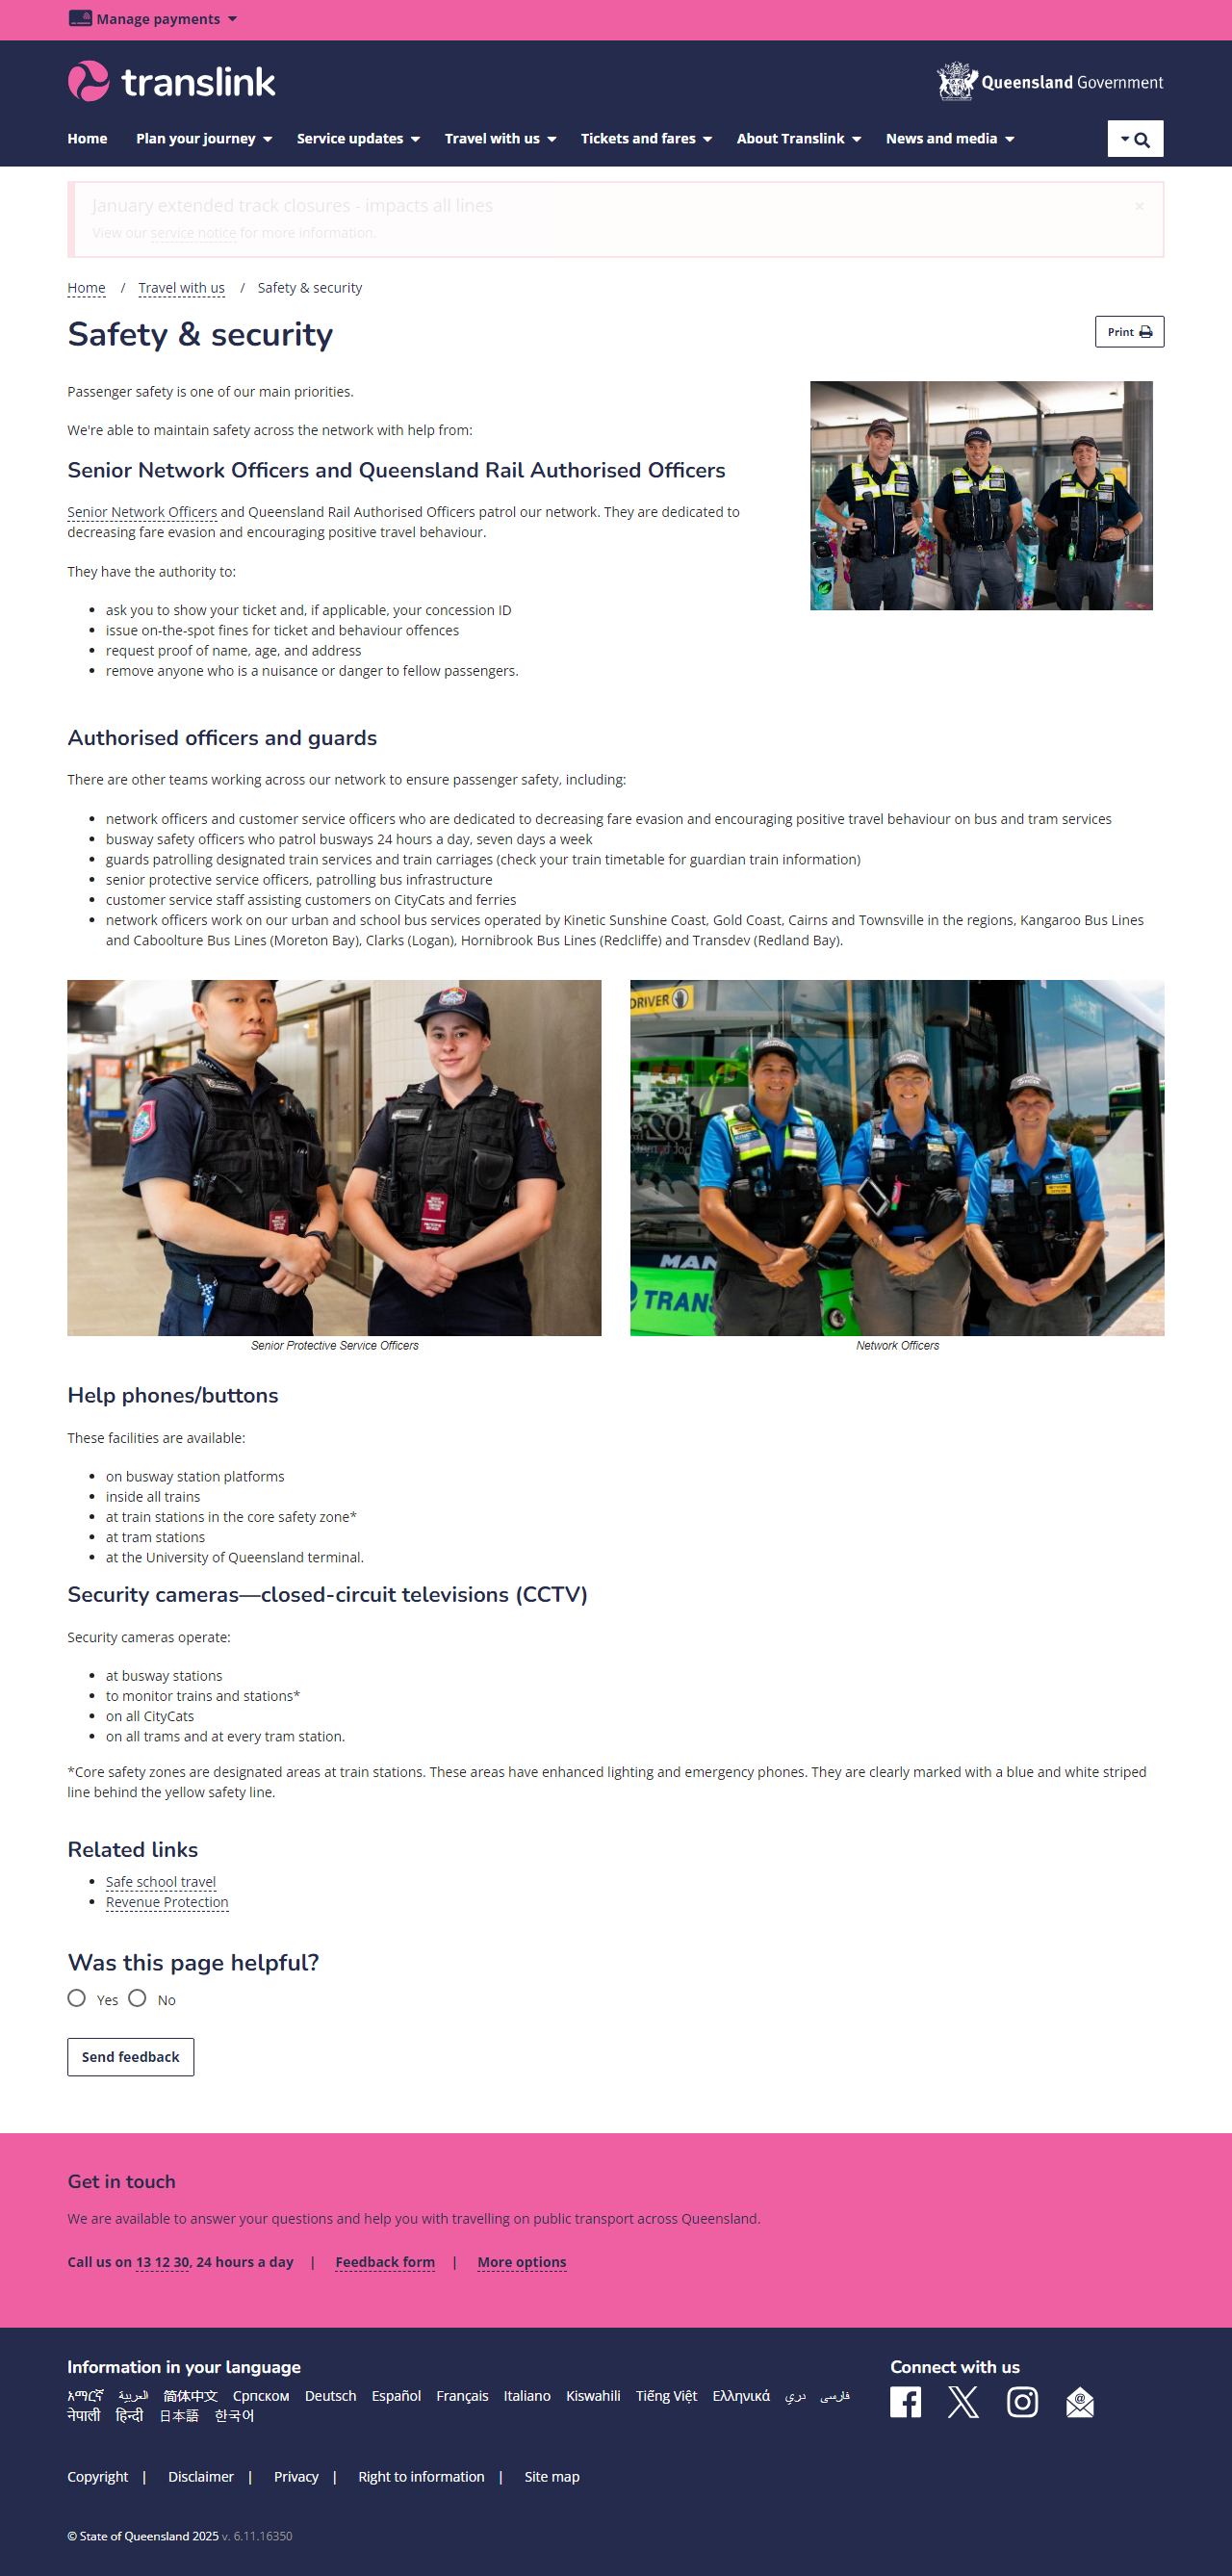 Manage payments
translink
Queensland Government
Home Plan your journey Service updates Travel with us Tickets and fares About Translink News and media
January extended track closures - impacts all lines
×
View our service notice for more information.
Home / Travel with us / Safety & security
Safety & security
Print
Passenger safety is one of our main priorities.
We're able to maintain safety across the network with help from:
Senior Network Officers and Queensland Rail Authorised Officers
Senior Network Officers and Queensland Rail Authorised Officers patrol our network. They are dedicated to
decreasing fare evasion and encouraging positive travel behaviour.
They have the authority to:
• ask you to show your ticket and, if applicable, your concession ID
• issue on-the-spot fines for ticket and behaviour offences
• request proof of name, age, and address
• remove anyone who is a nuisance or danger to fellow passengers.
Authorised officers and guards
There are other teams working across our network to ensure passenger safety, including:
• network officers and customer service officers who are dedicated to decreasing fare evasion and encouraging positive travel behaviour on bus and tram services
• busway safety officers who patrol busways 24 hours a day, seven days a week
• guards patrolling designated train services and train carriages (check your train timetable for guardian train information)
• senior protective service officers, patrolling bus infrastructure
• customer service staff assisting customers on CityCats and ferries
• network officers work on our urban and school bus services operated by Kinetic Sunshine Coast, Gold Coast, Cairns and Townsville in the regions, Kangaroo Bus Lines
and Caboolture Bus Lines (Moreton Bay), Clarks (Logan), Hornibrook Bus Lines (Redcliffe) and Transdev (Redland Bay).
DRIVER
MAN
TRANS
Senior Protective Service Officers
Network Officers
Help phones/buttons
These facilities are available:
• on busway station platforms
• inside all trains
• at train stations in the core safety zone*
• at tram stations
• at the University of Queensland terminal.
Security cameras—closed-circuit televisions (CCTV)
Security cameras operate:
• at busway stations
• to monitor trains and stations*
• on all CityCats
• on all trams and at every tram station.
*Core safety zones are designated areas at train stations. These areas have enhanced lighting and emergency phones. They are clearly marked with a blue and white striped
line behind the yellow safety line.
Related links
• Safe school travel
• Revenue Protection
Was this page helpful?
Yes No
Send feedback
Get in touch
We are available to answer your questions and help you with travelling on public transport across Queensland.
Call us on 13 12 30, 24 hours a day | Feedback form | More options
Information in your language
አማርኛ العربية 简体中文 Српском Deutsch Español Français Italiano Kiswahili Tiếng Việt Ελληνικά دري فارسی
नेपाली हिन्दी 日本語 한국어
Connect with us
Copyright | Disclaimer | Privacy | Right to information | Site map
© State of Queensland 2025 v. 6.11.16350